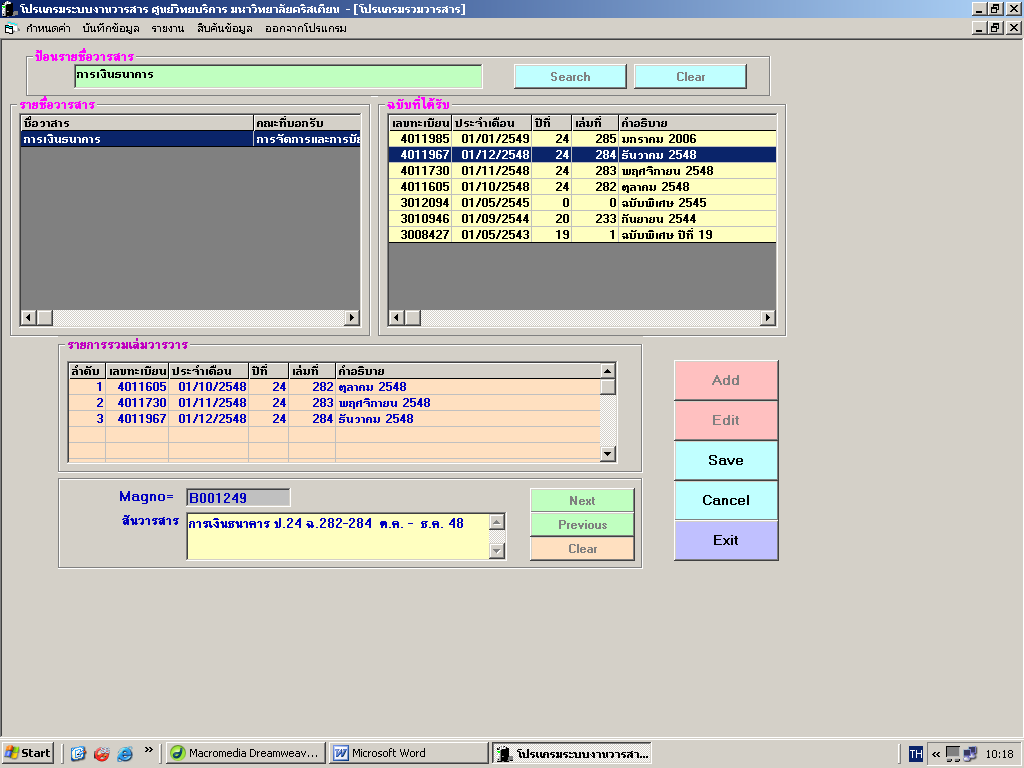 โปรแกรมระบบงานวารสาร ศูนย์วิทยบริการ มหาวิทยาลัยคริสเตียน - [โปรแกรมรวมวารสาร]
กำหนดค่า บันทึกข้อมูล รายงาน สืบค้นข้อมูล ออกจากโปรแกรม
ป้อนรายชื่อวารสาร
การเงินธนาคาร Search Clear
รายชื่อวารสาร
ชื่อวาสาร คณะที่บอกรับ
การเงินธนาคาร การจัดการและการบั
ฉบับที่ได้รับ
เลขทะเบียน ประจำเดือน ปีที่ เล่มที่ คำอธิบาย
4011985 01/01/2549 24 285 มกราคม 2006
4011967 01/12/2548 24 284 ธันวาคม 2548
4011730 01/11/2548 24 283 พฤศจิกายน 2548
4011605 01/10/2548 24 282 ตุลาคม 2548
3012094 01/05/2545 0 0 ฉบับพิเศษ 2545
3010946 01/09/2544 20 233 กันยายน 2544
3008427 01/05/2543 19 1 ฉบับพิเศษ ปีที่ 19
รายการรวมเล่มวารวาร
ลำดับ เลขทะเบียน ประจำเดือน ปีที่ เล่มที่ คำอธิบาย
1 4011605 01/10/2548 24 282 ตุลาคม 2548
2 4011730 01/11/2548 24 283 พฤศจิกายน 2548
3 4011967 01/12/2548 24 284 ธันวาคม 2548
Magno= B001249
สันวารสาร การเงินธนาคาร ป.24 ฉ.282-284 ต.ค. - ธ.ค. 48
Next
Previous
Clear
Add
Edit
Save
Cancel
Exit
Start Macromedia Dreamweav... Microsoft Word โปรแกรมระบบงานวารสา... TH 10:18